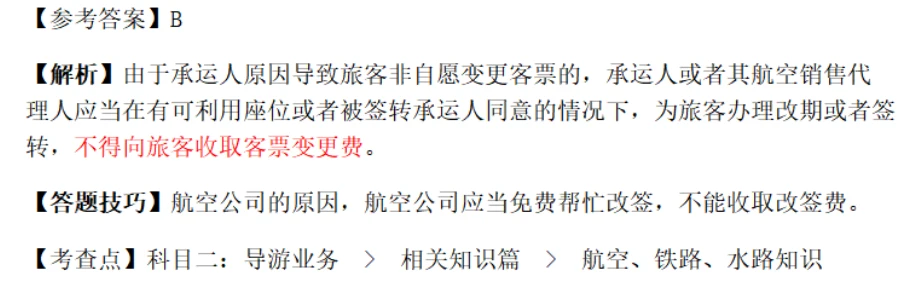 【参考答案】B
【解析】由于承运人原因导致旅客非自愿变更客票的，承运人或者其航空销售代
理人应当在有可利用座位或者被签转承运人同意的情况下，为旅客办理改期或者签
转，不得向旅客收取客票变更费。
【答题技巧】航空公司的原因，航空公司应当免费帮忙改签，不能收取改签费。
【考查点】科目二：导游业务 > 相关知识篇 > 航空、铁路、水路知识